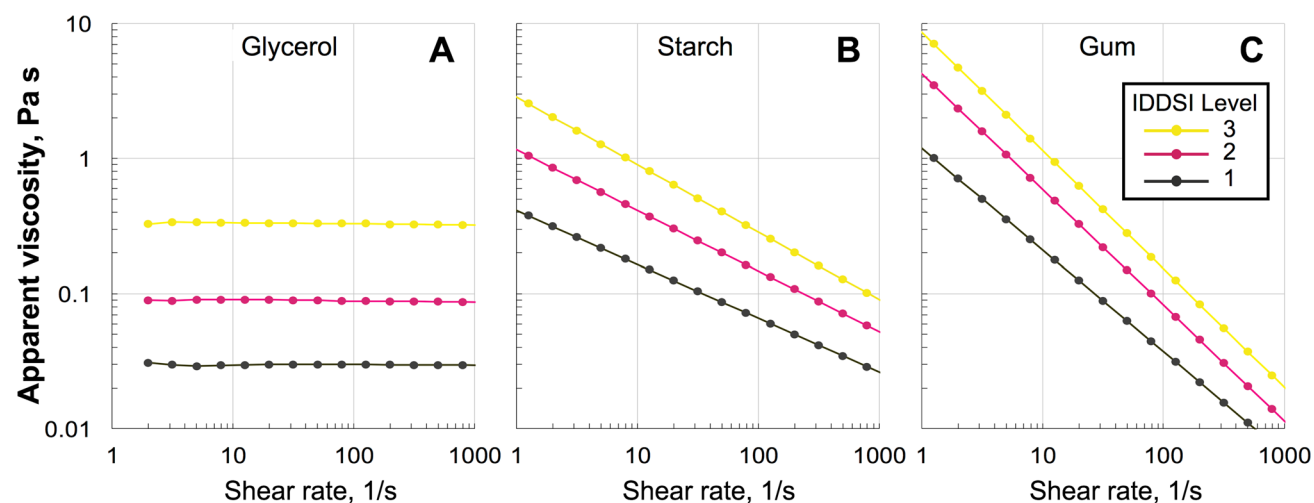 Glycerol
A
Starch
B
Gum
C
Apparent viscosity, Pa s
10
1
0.1
0.01
IDDSI Level
3
2
1
1 10 100 1000
1 10 100 1000
1 10 100 1000
Shear rate, 1/s
Shear rate, 1/s
Shear rate, 1/s